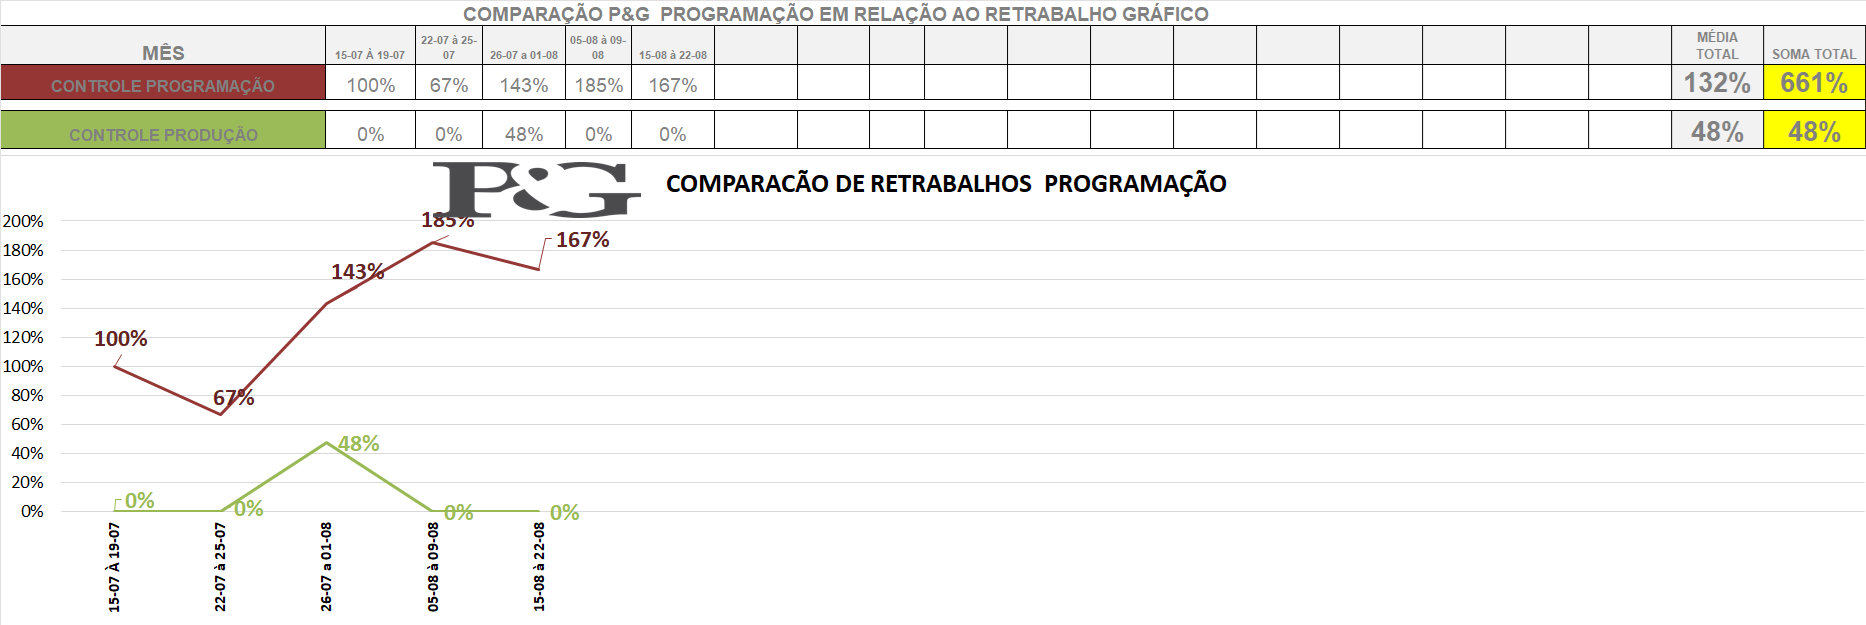 COMPARAÇÃO P&G  PROGRAMAÇÃO EM RELAÇÃO AO RETRABALHO GRÁFICO
MÊS 15-07 À 19-07 22-07 à 25-07 26-07 a 01-08 05-08 à 09-08 15-08 à 22-08 MÉDIA TOTAL SOMA TOTAL
CONTROLE PROGRAMAÇÃO 100% 67% 143% 185% 167% 132% 661%
CONTROLE PRODUÇÃO 0% 0% 48% 0% 0% 48% 48%
P&G COMPARACÃO DE RETRABALHOS  PROGRAMAÇÃO
200%
180%
160%
140%
120%
100%
80%
60%
40%
20%
0%
100%
67%
143%
185%
167%
0%
0%
48%
0%
0%
15-07 À 19-07
22-07 à 25-07
26-07 a 01-08
05-08 à 09-08
15-08 à 22-08